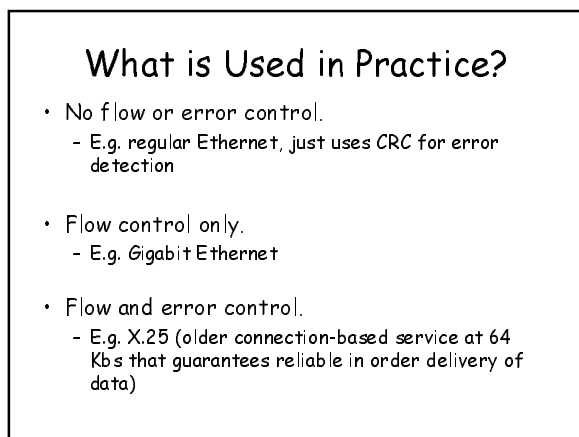 What is Used in Practice?
• No flow or error control.
– E.g. regular Ethernet, just uses CRC for error
detection
• Flow control only.
– E.g. Gigabit Ethernet
• Flow and error control.
– E.g. X.25 (older connection-based service at 64
Kbs that guarantees reliable in order delivery of
data)